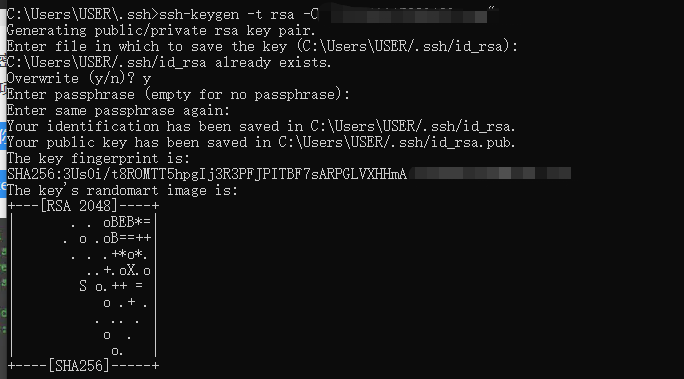 C:\Users\USER\.ssh>ssh-keygen -t rsa -C "
Generating public/private rsa key pair.
Enter file in which to save the key (C:\Users\USER/.ssh/id_rsa):
C:\Users\USER/.ssh/id_rsa already exists.
Overwrite (y/n)? y
Enter passphrase (empty for no passphrase):
Enter same passphrase again:
Your identification has been saved in C:\Users\USER/.ssh/id_rsa.
Your public key has been saved in C:\Users\USER/.ssh/id_rsa.pub.
The key fingerprint is:
SHA256:3Us0i/t8ROMTT5hpgIj3R3PFJPITBF7sARPGLVXHHmA
The key's randomart image is:
+---[RSA 2048]----+
|       . . oBEB*=|
|      . o .oB==++|
|       . . .+*o*.|
|         ..+.oX.o|
|        S o.++ = |
|           o .+ .|
|          . .. . |
|           o  .  |
|            o.   |
+----[SHA256]-----+